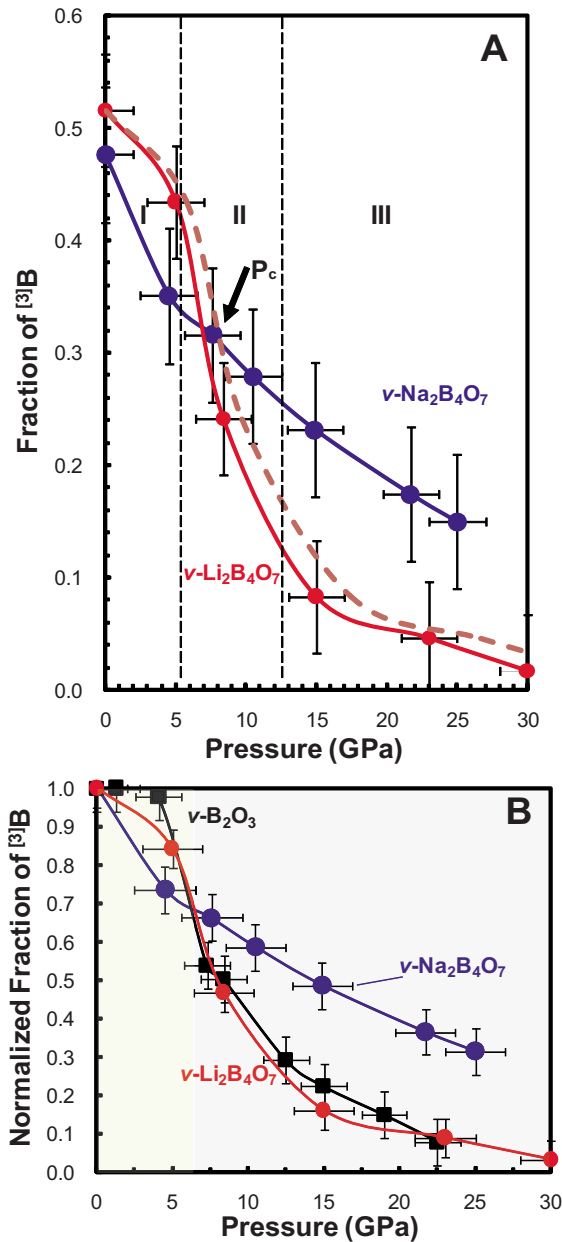 0.6
A
0.5
I
II
III
0.4
Pc
0.3
v-Na2B4O7
0.2
v-Li2B4O7
0.1
0.0
0 5 10 15 20 25 30
Fraction of [3]B
Pressure (GPa)
1.0
B
v-B2O3
0.9
0.8
0.7
0.6
v-Na2B4O7
0.5
0.4
0.3
v-Li2B4O7
0.2
0.1
0.0
0 5 10 15 20 25 30
Normalized Fraction of [3]B
Pressure (GPa)